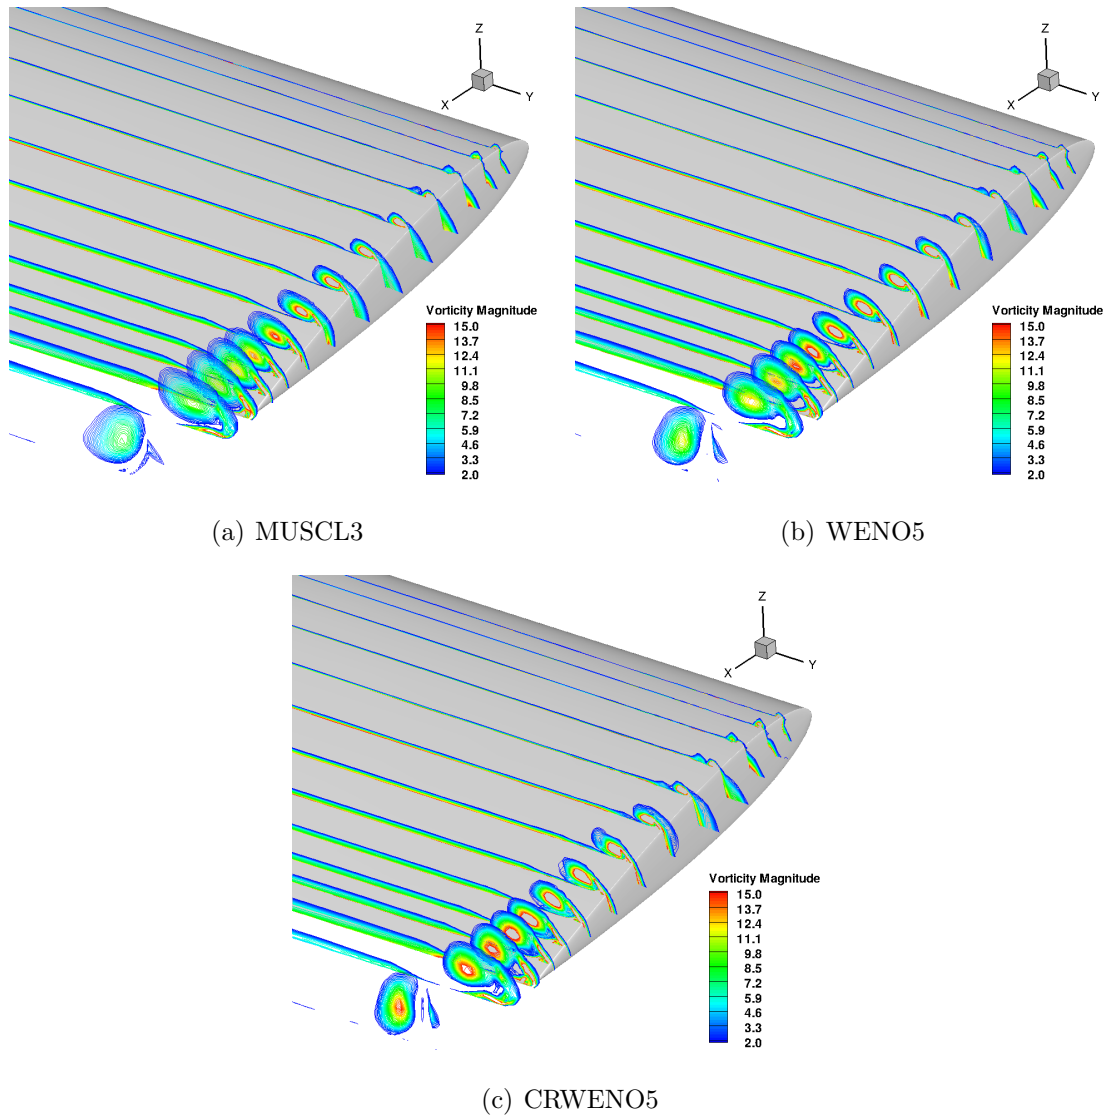 Z
X
Y
Vorticity Magnitude
15.0
13.7
12.4
11.1
9.8
8.5
7.2
5.9
4.6
3.3
2.0
(a) MUSCL3
Z
X
Y
Vorticity Magnitude
15.0
13.7
12.4
11.1
9.8
8.5
7.2
5.9
4.6
3.3
2.0
(b) WENO5
Z
X
Y
Vorticity Magnitude
15.0
13.7
12.4
11.1
9.8
8.5
7.2
5.9
4.6
3.3
2.0
(c) CRWENO5